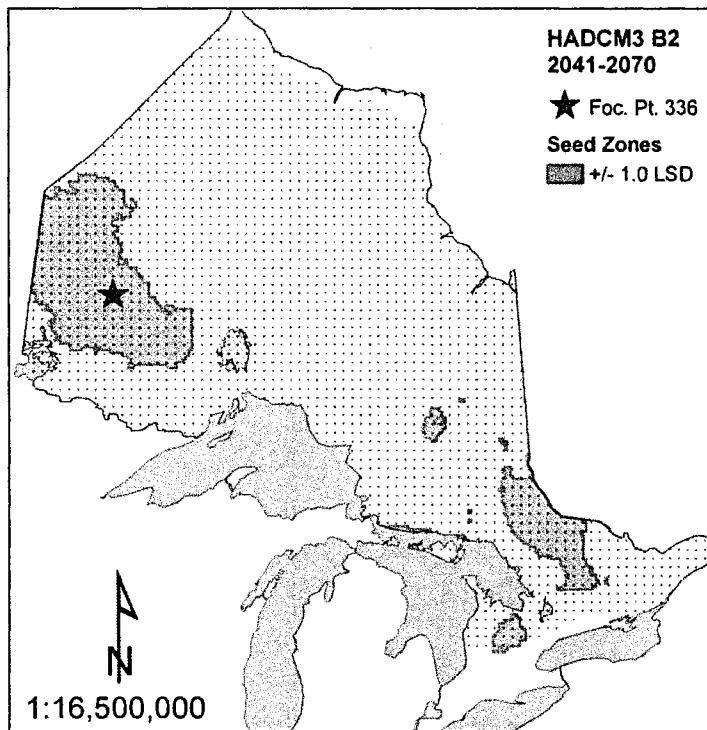 HADCM3 B2
2041-2070
Foc. Pt. 336
Seed Zones
+/- 1.0 LSD
N
1:16,500,000